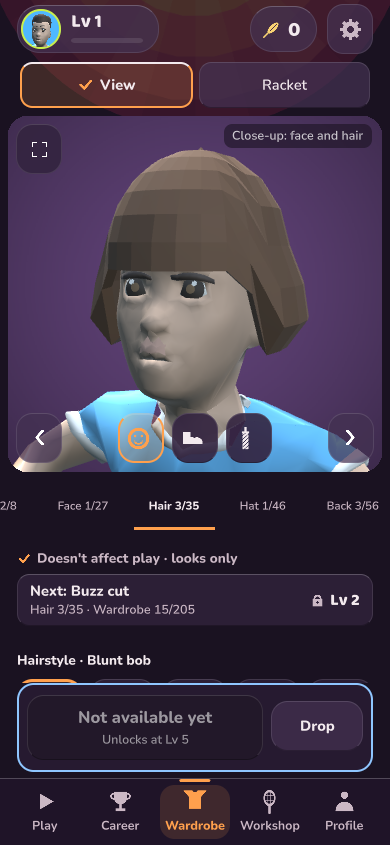 Lv 1
0
View
Racket
Close-up: face and hair
2/8
Face 1/27
Hair 3/35
Hat 1/46
Back 3/56
Doesn't affect play · looks only
Next: Buzz cut
Hair 3/35 · Wardrobe 15/205
Lv 2
Hairstyle · Blunt bob
Not available yet
Unlocks at Lv 5
Drop
Play
Career
Wardrobe
Workshop
Profile